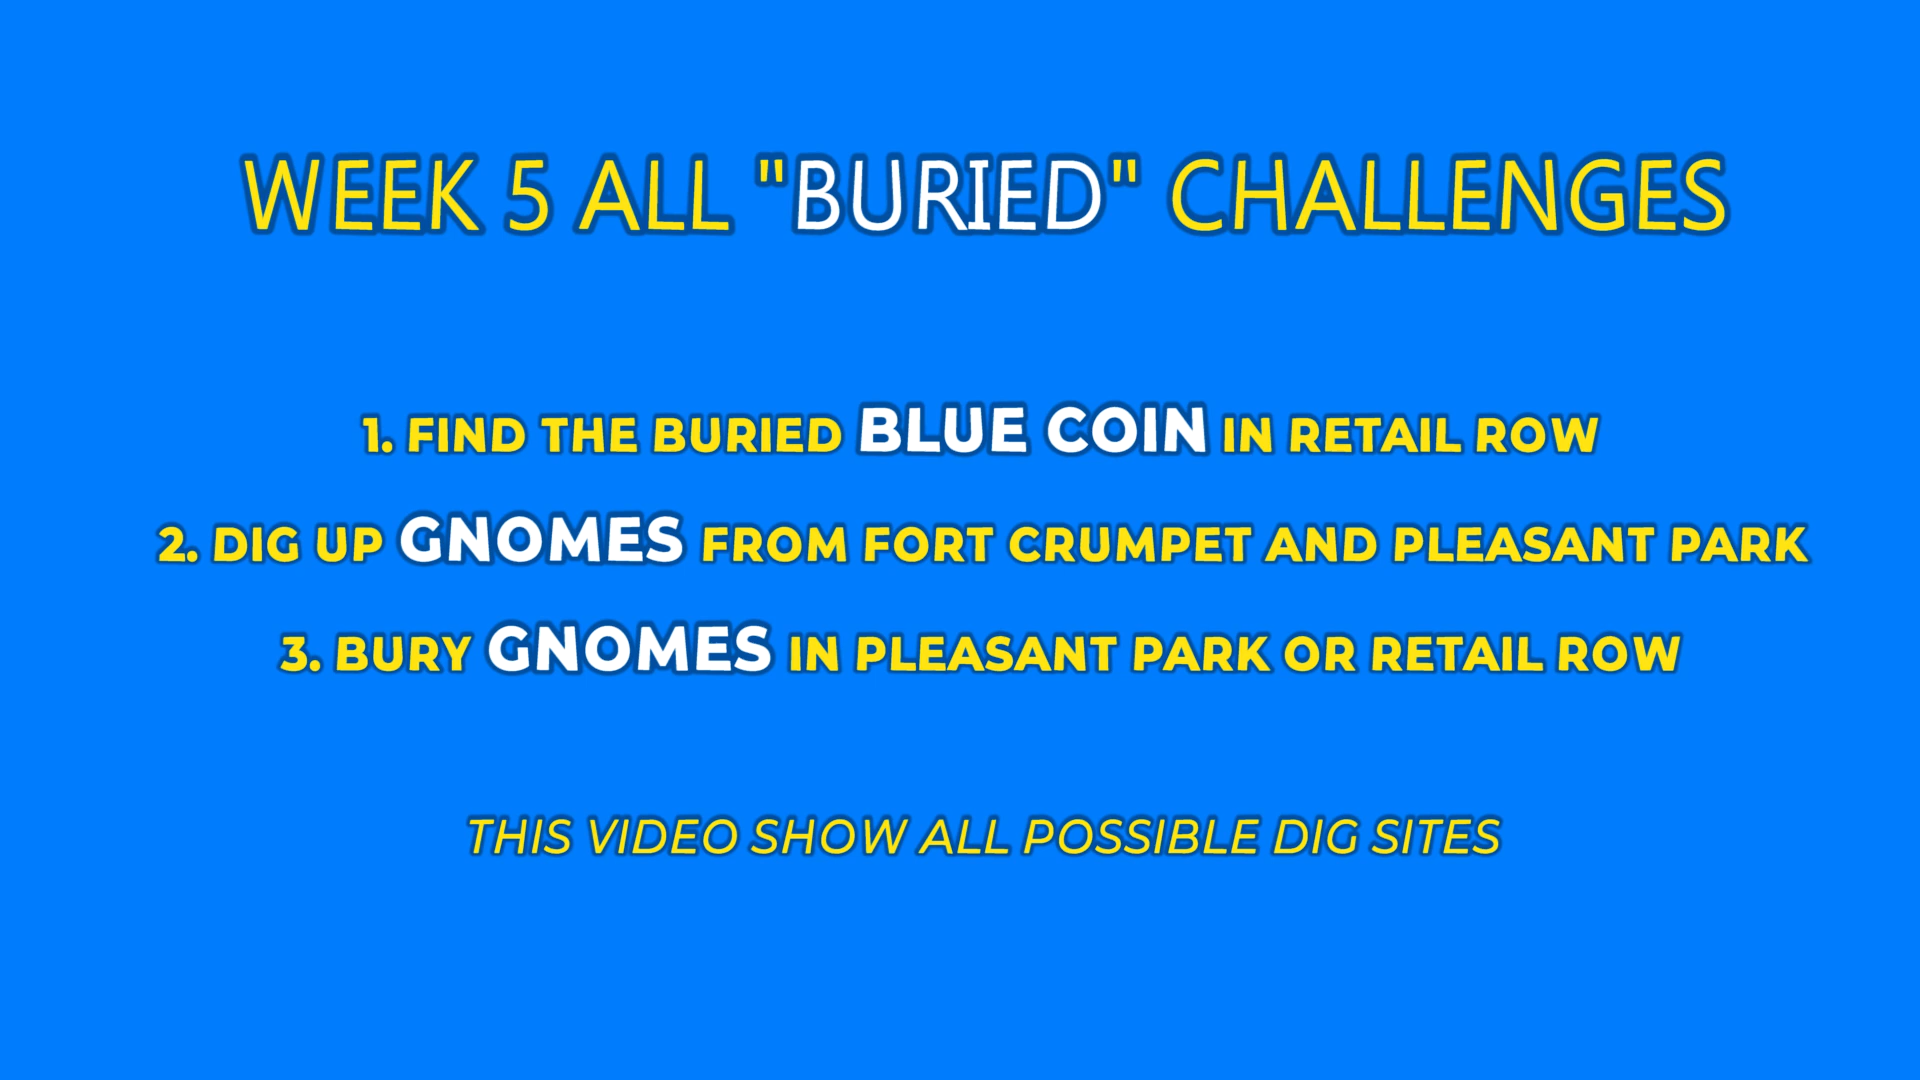 WEEK 5 ALL "BURIED" CHALLENGES
1. FIND THE BURIED BLUE COIN IN RETAIL ROW
2. DIG UP GNOMES FROM FORT CRUMPET AND PLEASANT PARK
3. BURY GNOMES IN PLEASANT PARK OR RETAIL ROW
THIS VIDEO SHOW ALL POSSIBLE DIG SITES